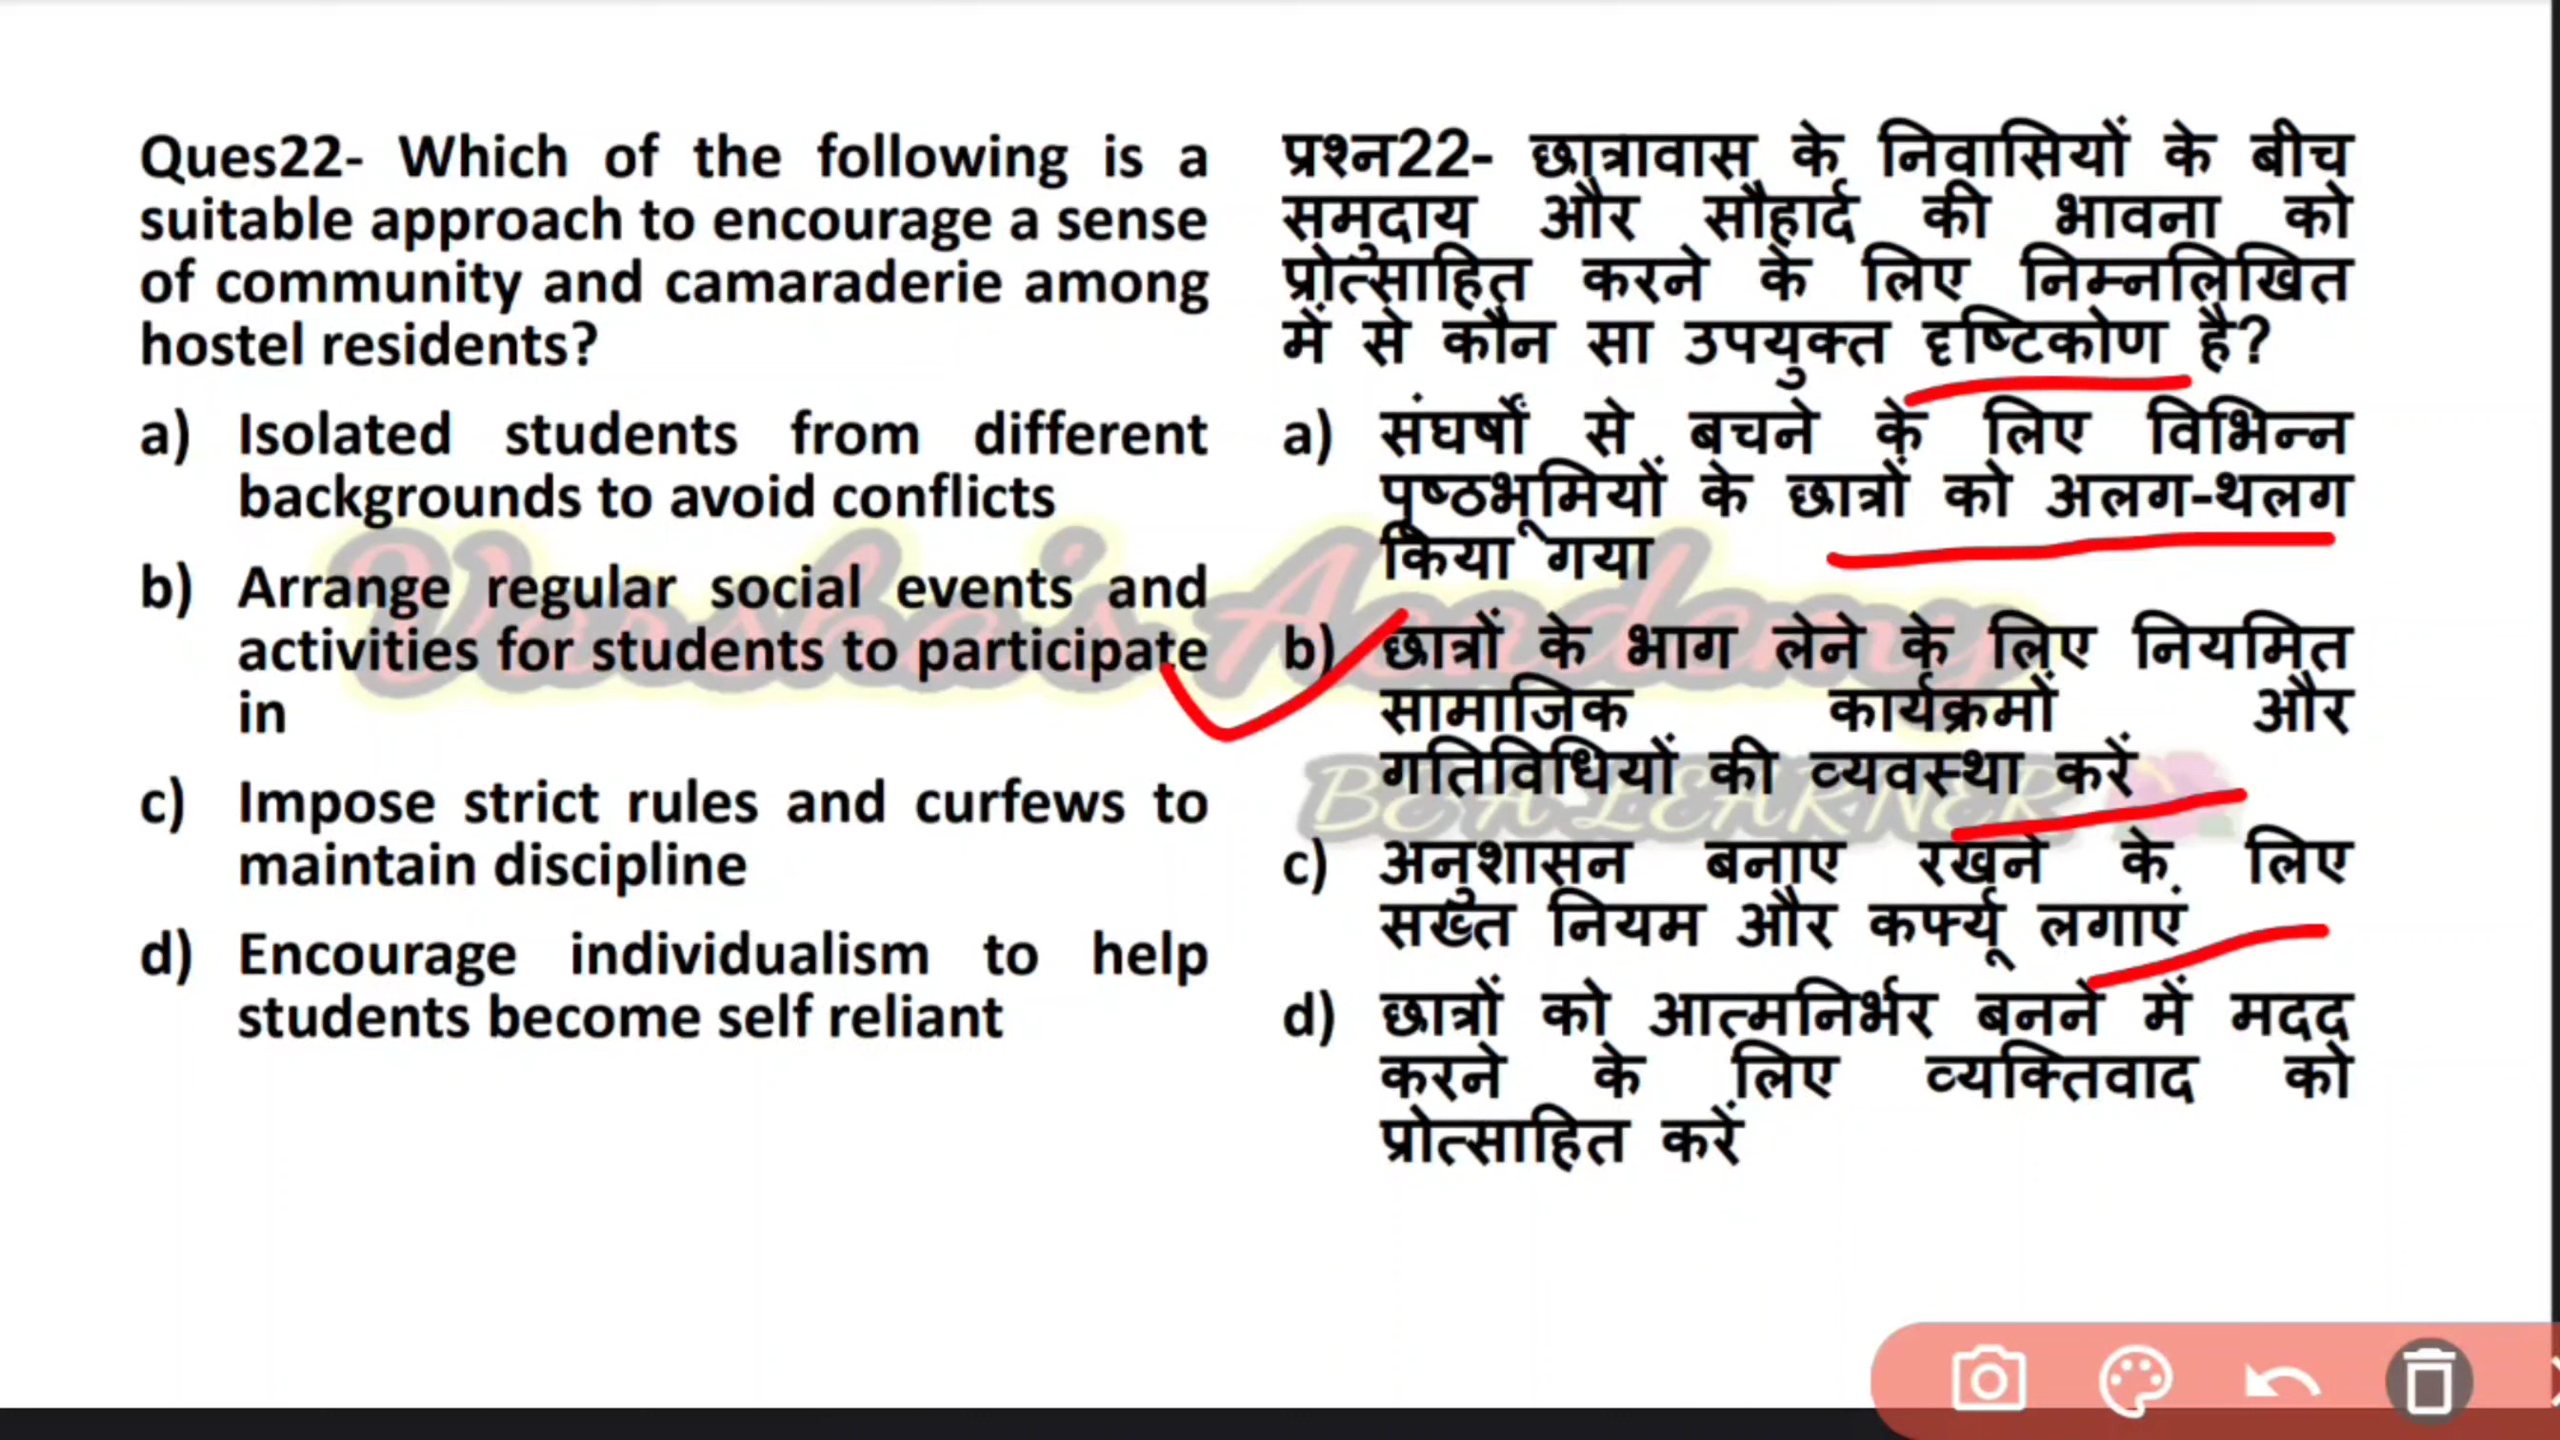 Ques22- Which of the following is a
suitable approach to encourage a sense
of community and camaraderie among
hostel residents?
a) Isolated students from different
backgrounds to avoid conflicts
b) Arrange regular social events and
activities for students to participate
in
c) Impose strict rules and curfews to
maintain discipline
d) Encourage individualism to help
students become self reliant
प्रश्न22- छात्रावास के निवासियों के बीच
समुदाय और सौहार्द की भावना को
प्रोत्साहित करने के लिए निम्नलिखित
में से कौन सा उपयुक्त दृष्टिकोण है?
a) संघर्षों से बचने के लिए विभिन्न
पृष्ठभूमियों के छात्रों को अलग-थलग
किया गया
b) छात्रों के भाग लेने के लिए नियमित
सामाजिक कार्यक्रमों और
गतिविधियों की व्यवस्था करें
c) अनुशासन बनाए रखने के लिए
सख्त नियम और कर्फ्यू लगाएं
d) छात्रों को आत्मनिर्भर बनने में मदद
करने के लिए व्यक्तिवाद को
प्रोत्साहित करें
Varsha's Academy
BE A LEARNER